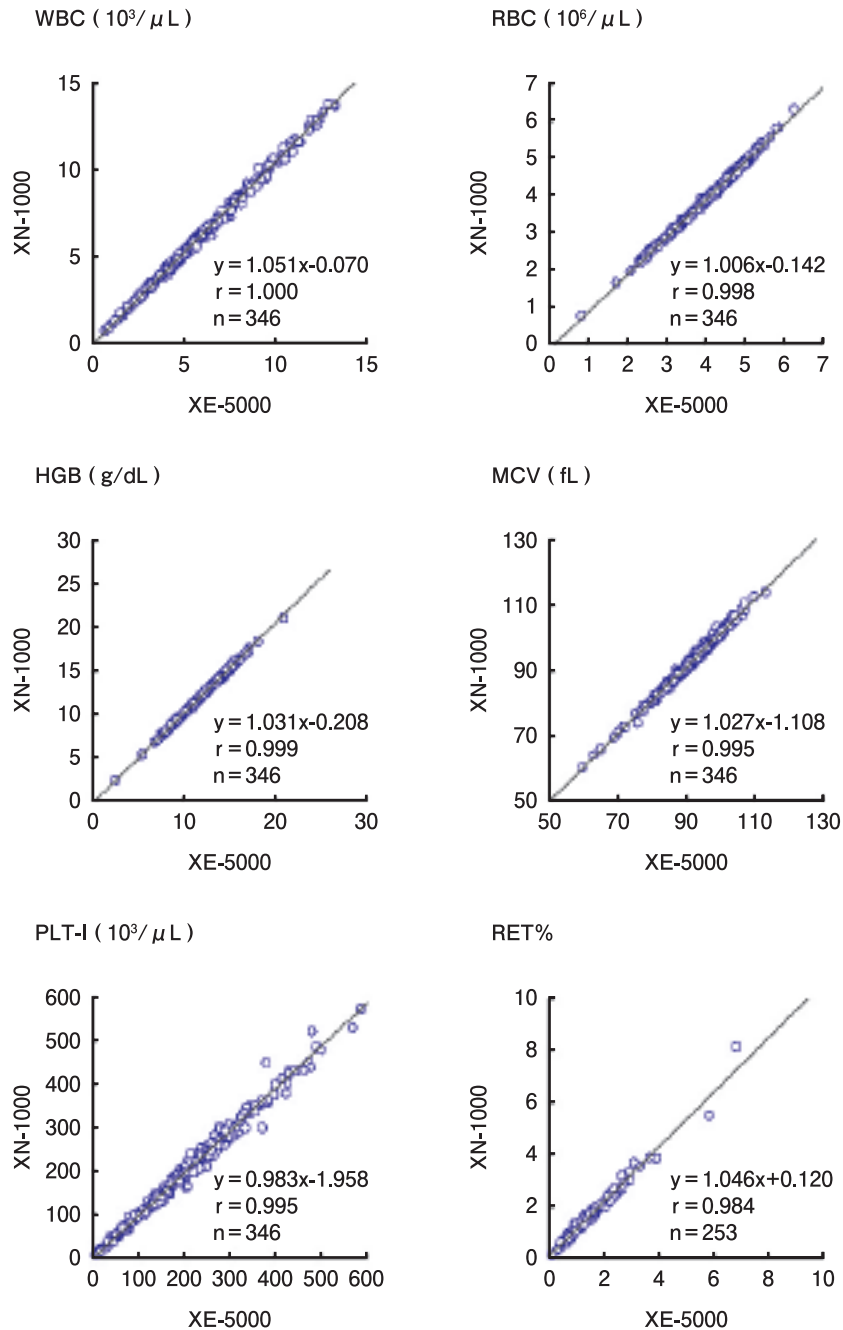 WBC ( 10³/ μ L )
15
10
5
0
0 5 10 15
XN-1000
XE-5000
y = 1.051x-0.070
r = 1.000
n = 346
RBC ( 10⁶/ μ L )
7
6
5
4
3
2
1
0
0 1 2 3 4 5 6 7
XN-1000
XE-5000
y = 1.006x-0.142
r = 0.998
n = 346
HGB ( g/dL )
30
25
20
15
10
5
0
0 10 20 30
XN-1000
XE-5000
y = 1.031x-0.208
r = 0.999
n = 346
MCV ( fL )
130
110
90
70
50
50 70 90 110 130
XN-1000
XE-5000
y = 1.027x-1.108
r = 0.995
n = 346
PLT-I ( 10³/ μ L )
600
500
400
300
200
100
0
0 100 200 300 400 500 600
XN-1000
XE-5000
y = 0.983x-1.958
r = 0.995
n = 346
RET%
10
8
6
4
2
0
0 2 4 6 8 10
XN-1000
XE-5000
y = 1.046x+0.120
r = 0.984
n = 253